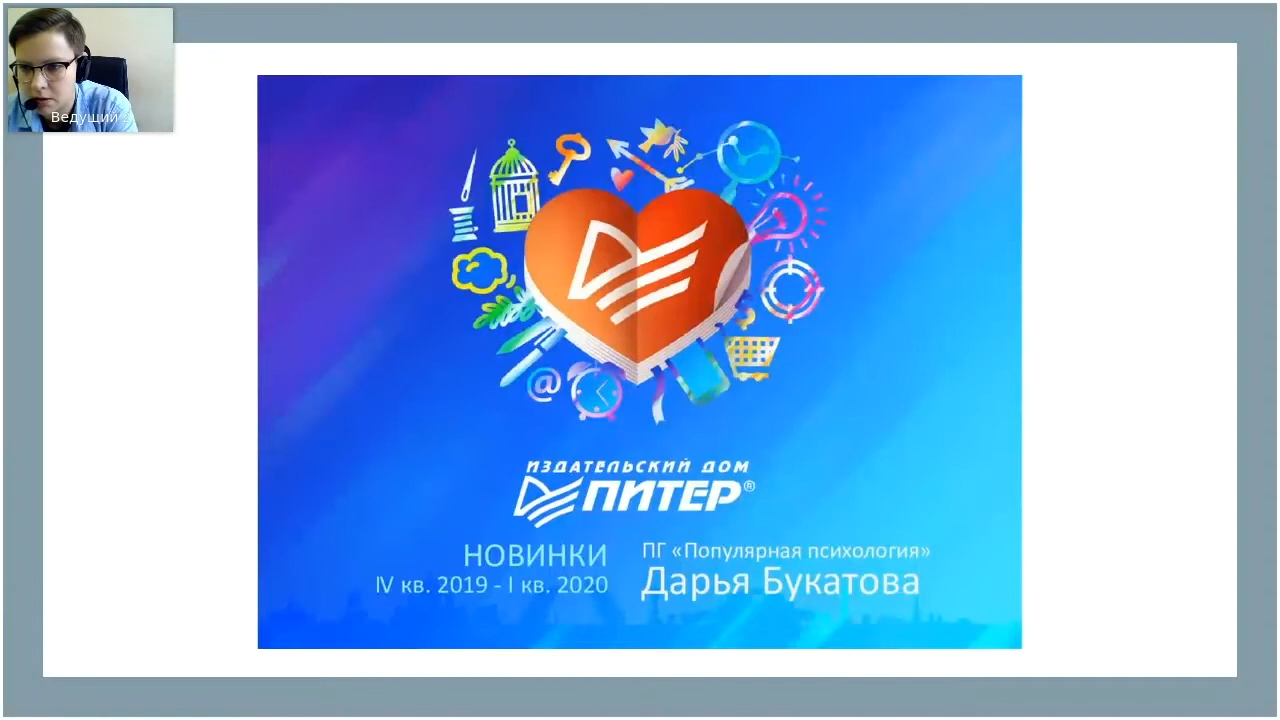 Ведущий
ИЗДАТЕЛЬСКИЙ ДОМ
ПИТЕР®
НОВИНКИ
IV кв. 2019 - I кв. 2020
ПГ «Популярная психология»
Дарья Букатова